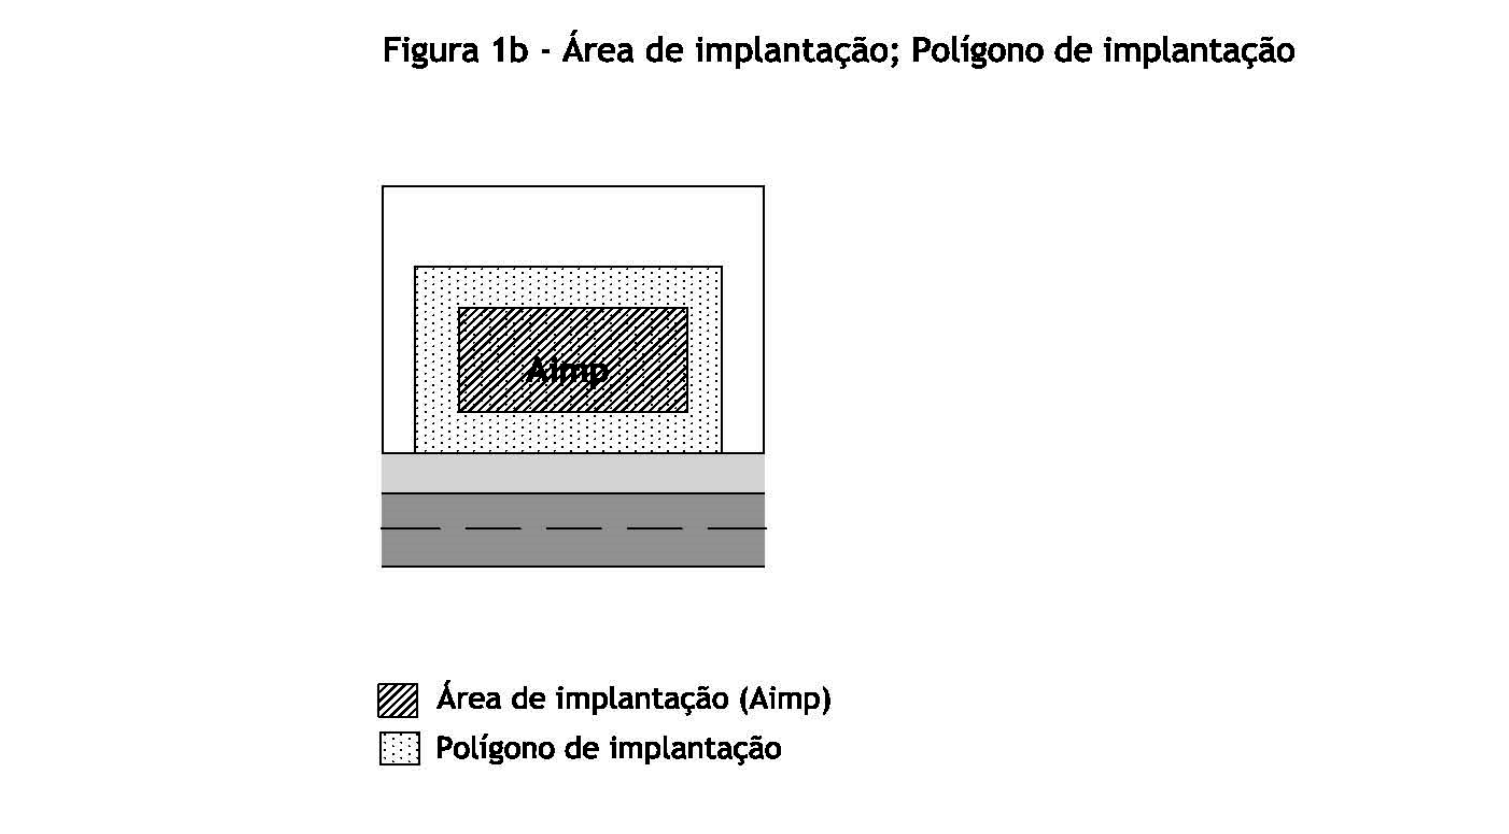 Figura 1b - Área de implantação; Polígono de implantação
Aimp
Área de implantação (Aimp)
Polígono de implantação